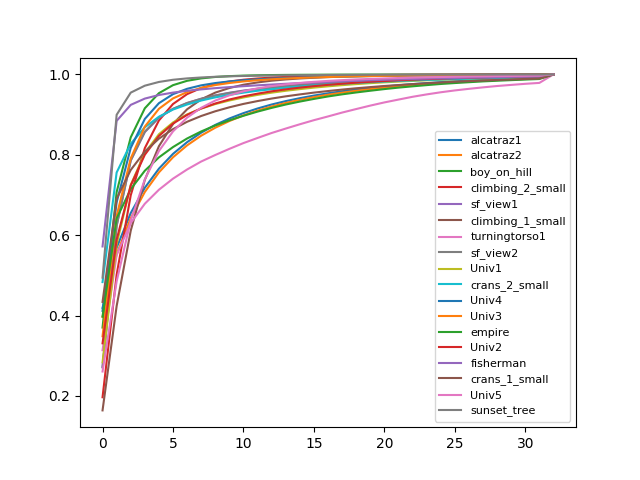 1.0
0.8
0.6
0.4
0.2
0
5
10
15
20
25
30
alcatraz1
alcatraz2
boy_on_hill
climbing_2_small
sf_view1
climbing_1_small
turningtorso1
sf_view2
Univ1
crans_2_small
Univ4
Univ3
empire
Univ2
fisherman
crans_1_small
Univ5
sunset_tree